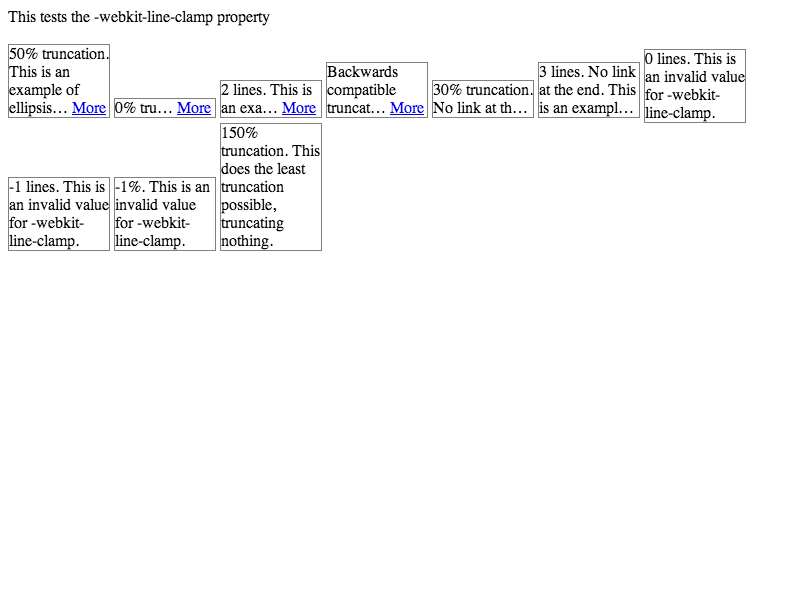 This tests the -webkit-line-clamp property
50% truncation.
This is an
example of
ellipsis… More
0% tru… More
2 lines. This is
an exa… More
Backwards
compatible
truncat… More
30% truncation.
No link at th…
3 lines. No link
at the end. This
is an exampl…
0 lines. This is
an invalid value
for -webkit-
line-clamp.
-1 lines. This is
an invalid value
for -webkit-
line-clamp.
-1%. This is an
invalid value
for -webkit-
line-clamp.
150%
truncation. This
does the least
truncation
possible,
truncating
nothing.